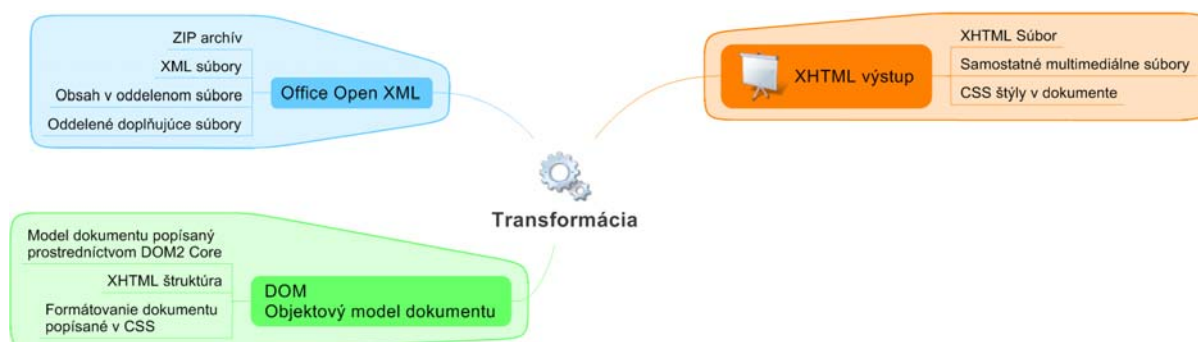 ZIP archív
XML súbory
Obsah v oddelenom súbore
Oddelené doplňujúce súbory
Office Open XML
XHTML výstup
XHTML Súbor
Samostatné multimediálne súbory
CSS štýly v dokumente
Transformácia
Model dokumentu popísaný
prostredníctvom DOM2 Core
XHTML štruktúra
Formátovanie dokumentu
popísané v CSS
DOM
Objektový model dokumentu